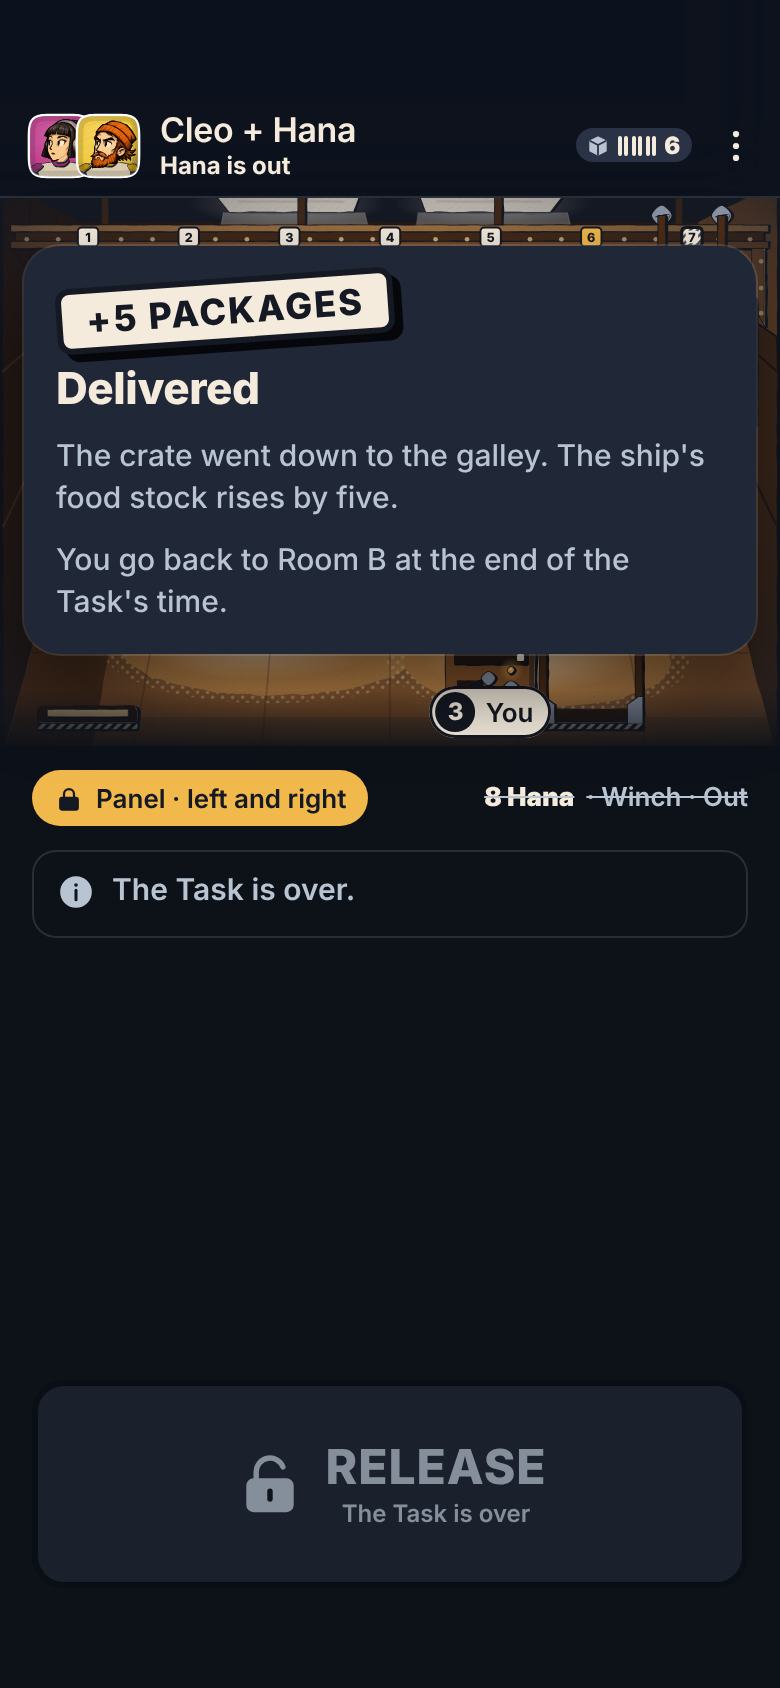 Cleo + Hana
Hana is out
6
1 2 3 4 5 6 7
+5 PACKAGES
Delivered
The crate went down to the galley. The ship's
food stock rises by five.
You go back to Room B at the end of the
Task's time.
3 You
Panel · left and right
8 Hana · Winch · Out
The Task is over.
RELEASE
The Task is over